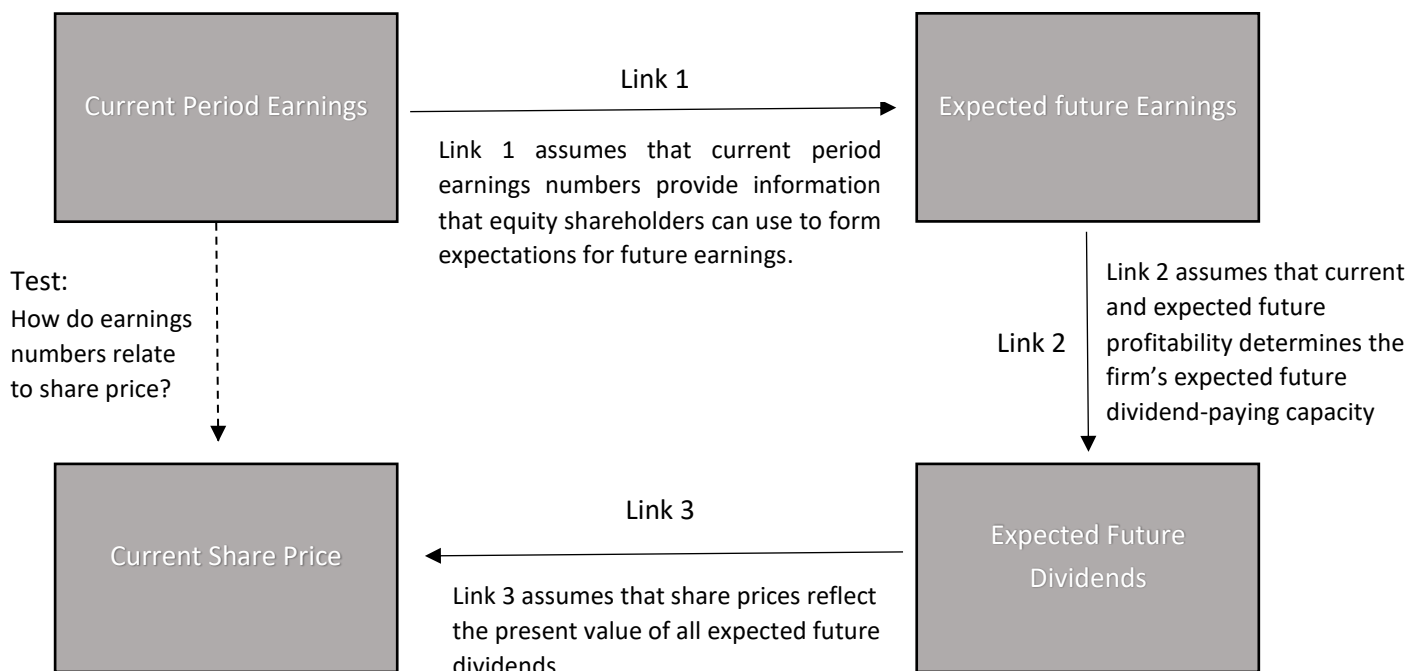 Link 1
Current Period Earnings
Expected future Earnings
Link 1 assumes that current period
earnings numbers provide information
that equity shareholders can use to form
expectations for future earnings.
Test:
How do earnings
numbers relate
to share price?
Link 2
Link 2 assumes that current
and expected future
profitability determines the
firm’s expected future
dividend-paying capacity
Link 3
Current Share Price
Expected Future
Dividends
Link 3 assumes that share prices reflect
the present value of all expected future
dividends